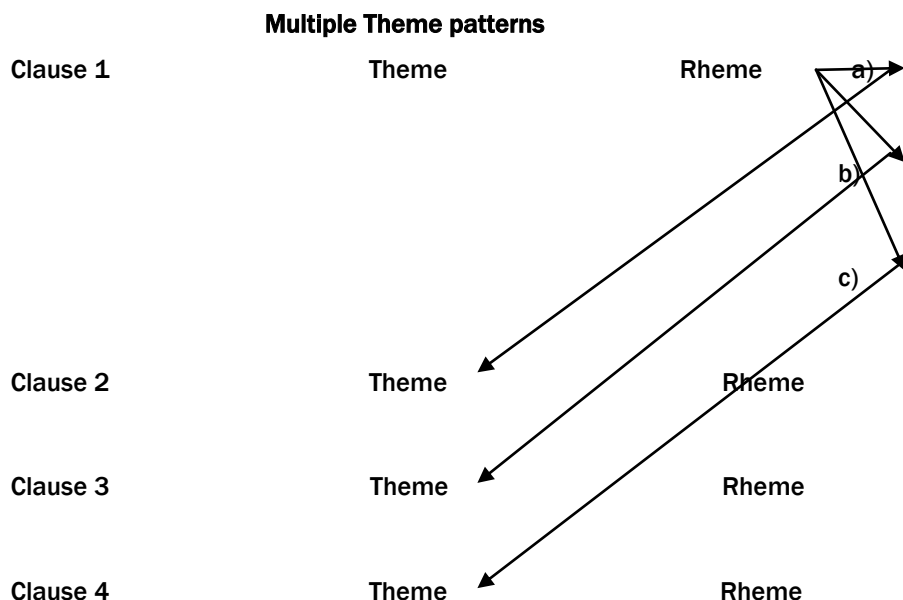 Multiple Theme patterns
Clause 1 Theme Rheme a)
b)
c)
Clause 2 Theme Rheme
Clause 3 Theme Rheme
Clause 4 Theme Rheme